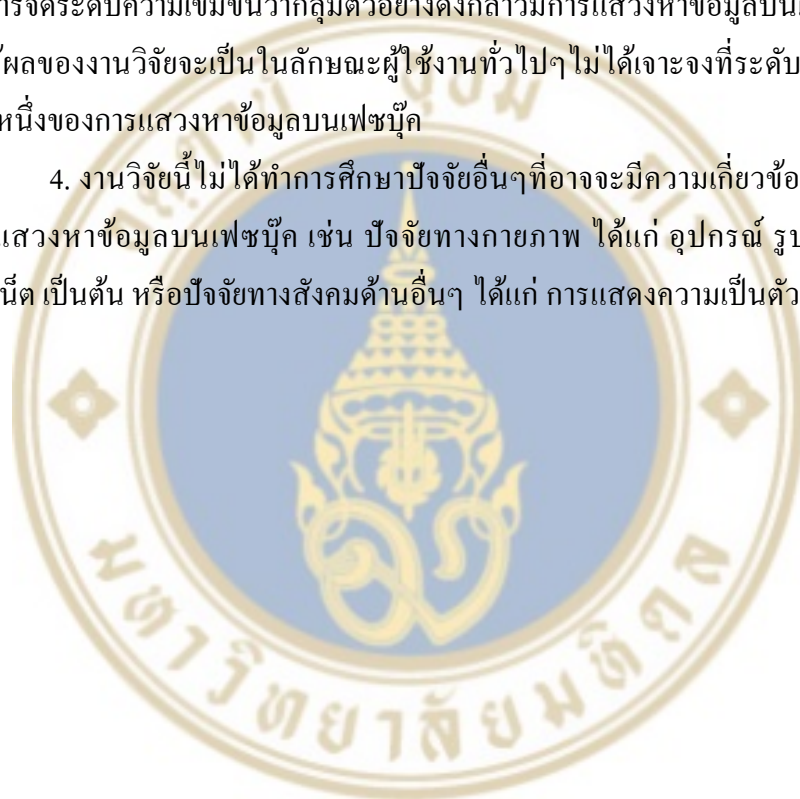 ารจัดระดับความเข้มข้นว่ากลุ่มตัวอย่างดังกล่าวมีการแสวงหาข้อมูลบนเ
ผลของงานวิจัยจะเป็นในลักษณะผู้ใช้งานทั่วไปๆไม่ได้เจาะจงที่ระดับ
หนึ่งของการแสวงหาข้อมูลบนเฟซบุ๊ค
4. งานวิจัยนี้ไม่ได้ทำการศึกษาปัจจัยอื่นๆที่อาจจะมีความเกี่ยวข้อ
แสวงหาข้อมูลบนเฟซบุ๊ค เช่น ปัจจัยทางกายภาพ ได้แก่ อุปกรณ์ รูป
น็ต เป็นต้น หรือปัจจัยทางสังคมด้านอื่นๆ ได้แก่ การแสดงความเป็นตัว
มหาวิทยาลัยมหิดล